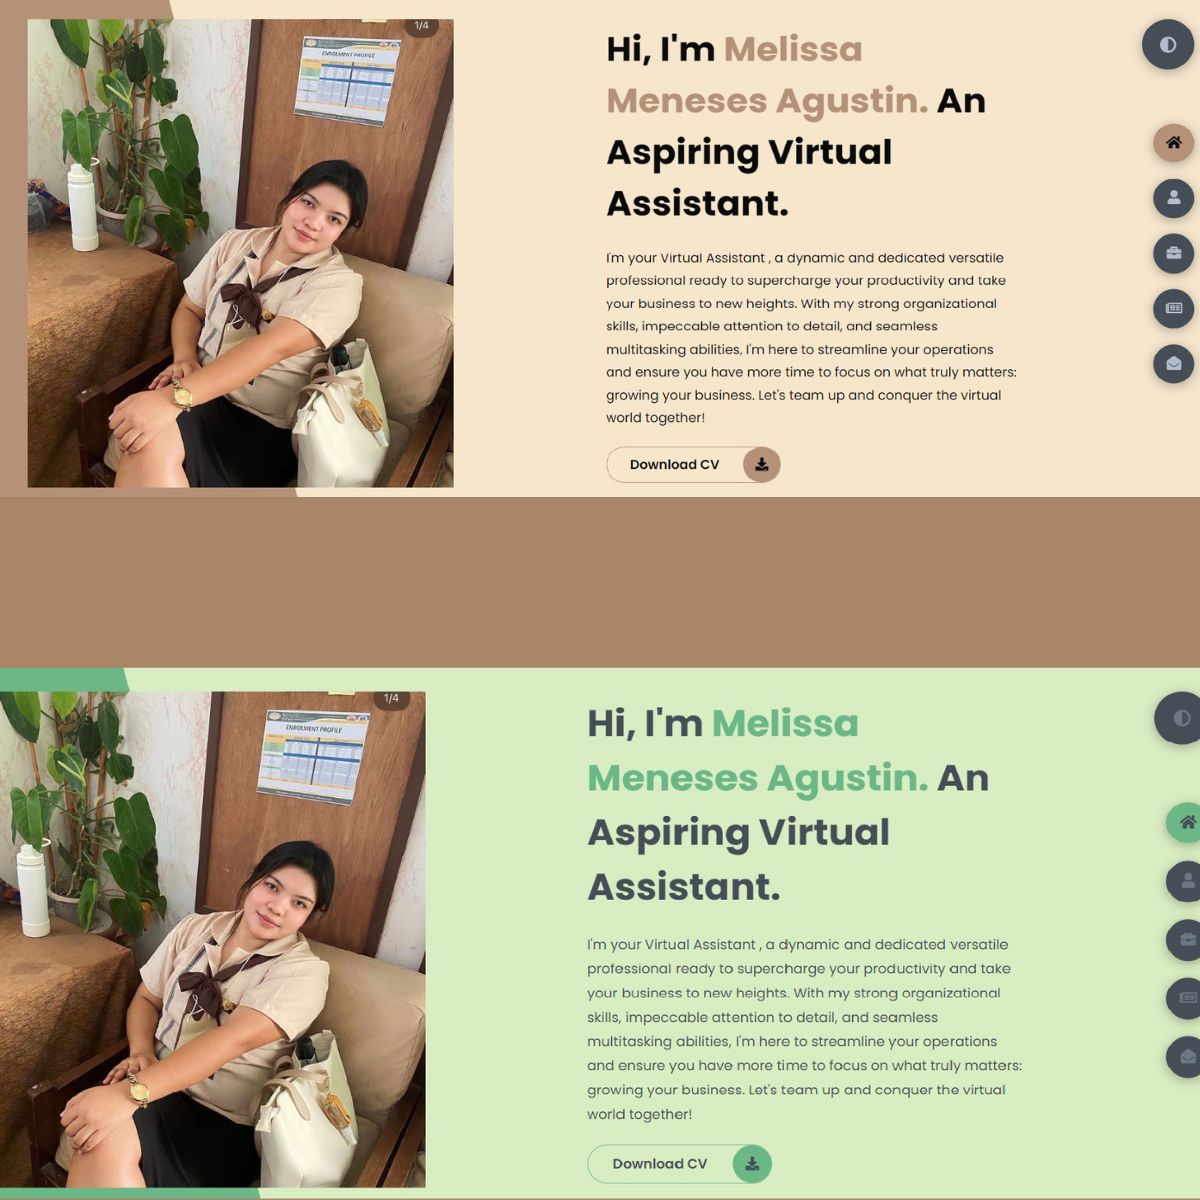 1/4
ENROLMENT PROFILE
Hi, I'm Melissa
Meneses Agustin. An
Aspiring Virtual
Assistant.
I'm your Virtual Assistant , a dynamic and dedicated versatile
professional ready to supercharge your productivity and take
your business to new heights. With my strong organizational
skills, impeccable attention to detail, and seamless
multitasking abilities, I'm here to streamline your operations
and ensure you have more time to focus on what truly matters:
growing your business. Let's team up and conquer the virtual
world together!
Download CV
1/4
ENROLMENT PROFILE
Hi, I'm Melissa
Meneses Agustin. An
Aspiring Virtual
Assistant.
I'm your Virtual Assistant , a dynamic and dedicated versatile
professional ready to supercharge your productivity and take
your business to new heights. With my strong organizational
skills, impeccable attention to detail, and seamless
multitasking abilities, I'm here to streamline your operations
and ensure you have more time to focus on what truly matters:
growing your business. Let's team up and conquer the virtual
world together!
Download CV